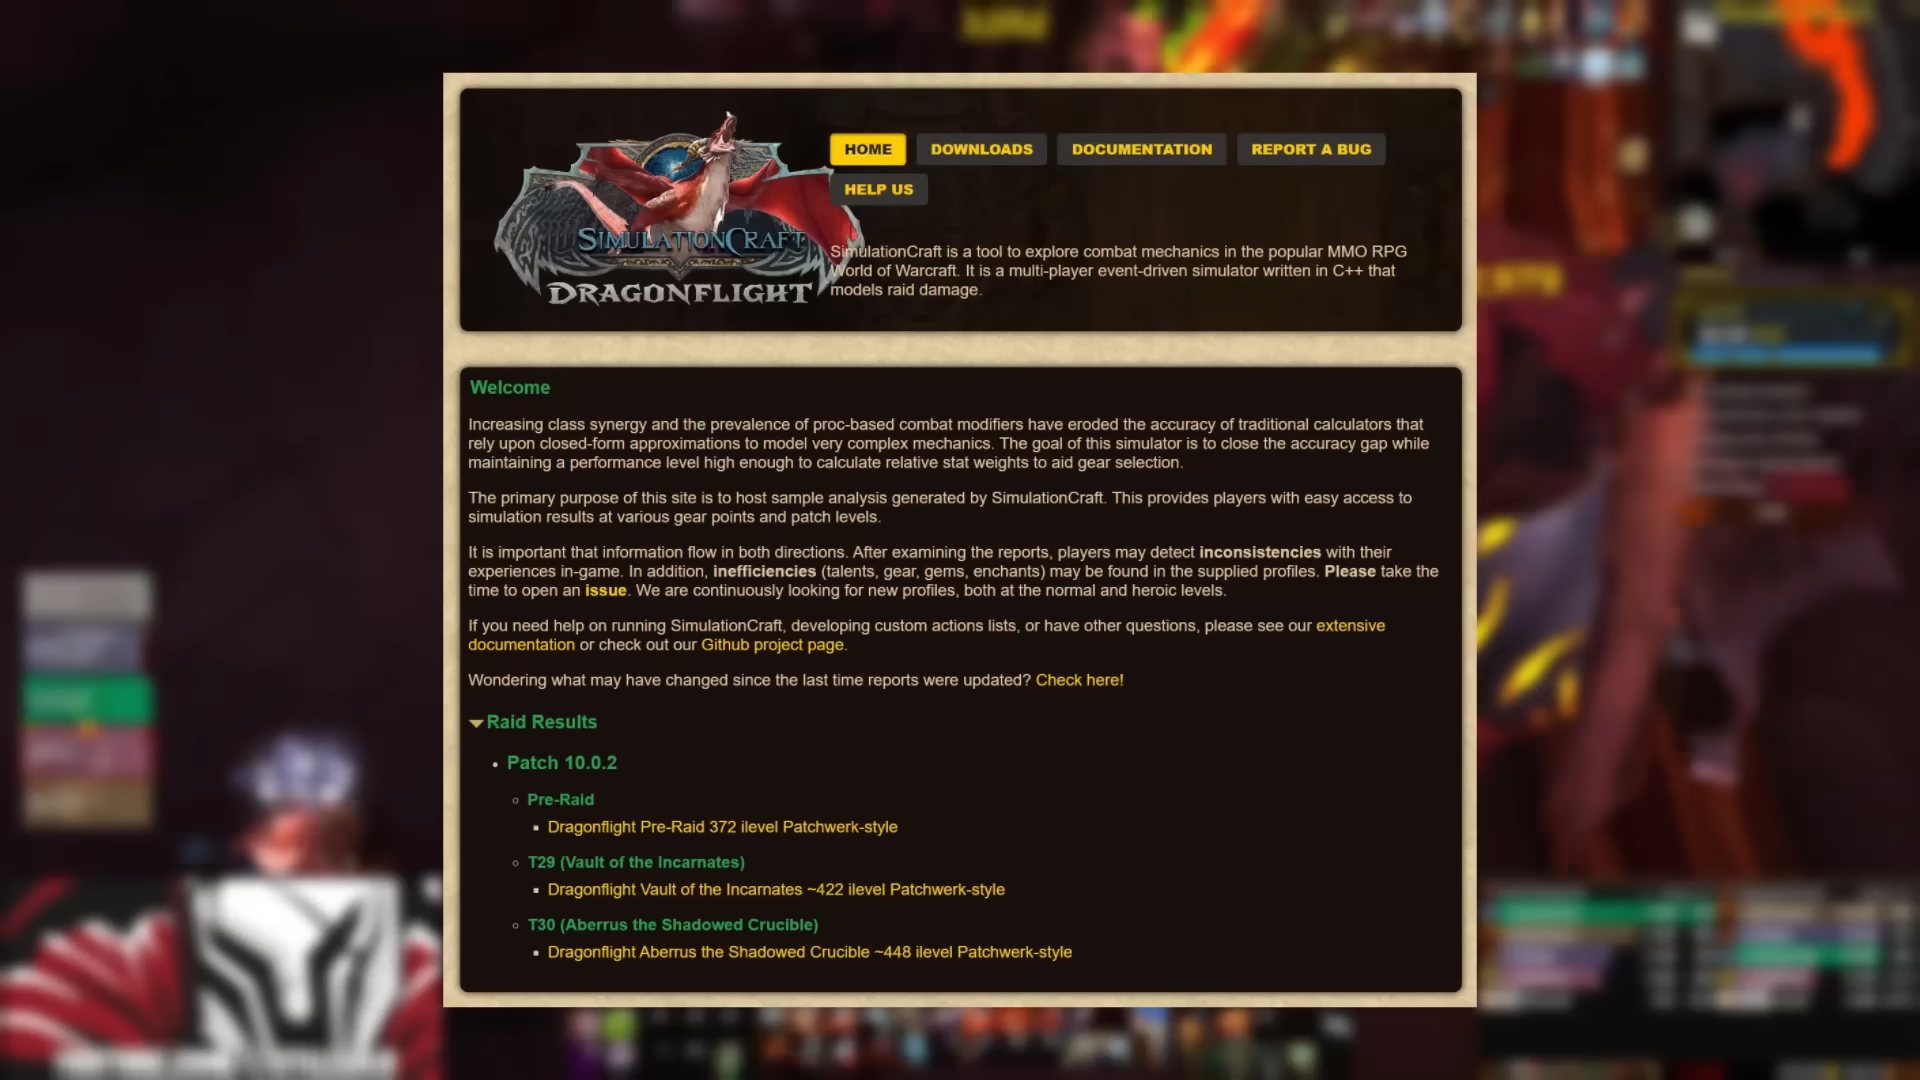 HOME DOWNLOADS DOCUMENTATION REPORT A BUG
HELP US
SIMULATIONCRAFT
DRAGONFLIGHT
SimulationCraft is a tool to explore combat mechanics in the popular MMO RPG
World of Warcraft. It is a multi-player event-driven simulator written in C++ that
models raid damage.
Welcome
Increasing class synergy and the prevalence of proc-based combat modifiers have eroded the accuracy of traditional calculators that
rely upon closed-form approximations to model very complex mechanics. The goal of this simulator is to close the accuracy gap while
maintaining a performance level high enough to calculate relative stat weights to aid gear selection.
The primary purpose of this site is to host sample analysis generated by SimulationCraft. This provides players with easy access to
simulation results at various gear points and patch levels.
It is important that information flow in both directions. After examining the reports, players may detect inconsistencies with their
experiences in-game. In addition, inefficiencies (talents, gear, gems, enchants) may be found in the supplied profiles. Please take the
time to open an issue. We are continuously looking for new profiles, both at the normal and heroic levels.
If you need help on running SimulationCraft, developing custom actions lists, or have other questions, please see our extensive
documentation or check out our Github project page.
Wondering what may have changed since the last time reports were updated? Check here!
Raid Results
Patch 10.0.2
Pre-Raid
Dragonflight Pre-Raid 372 ilevel Patchwerk-style
T29 (Vault of the Incarnates)
Dragonflight Vault of the Incarnates ~422 ilevel Patchwerk-style
T30 (Aberrus the Shadowed Crucible)
Dragonflight Aberrus the Shadowed Crucible ~448 ilevel Patchwerk-style